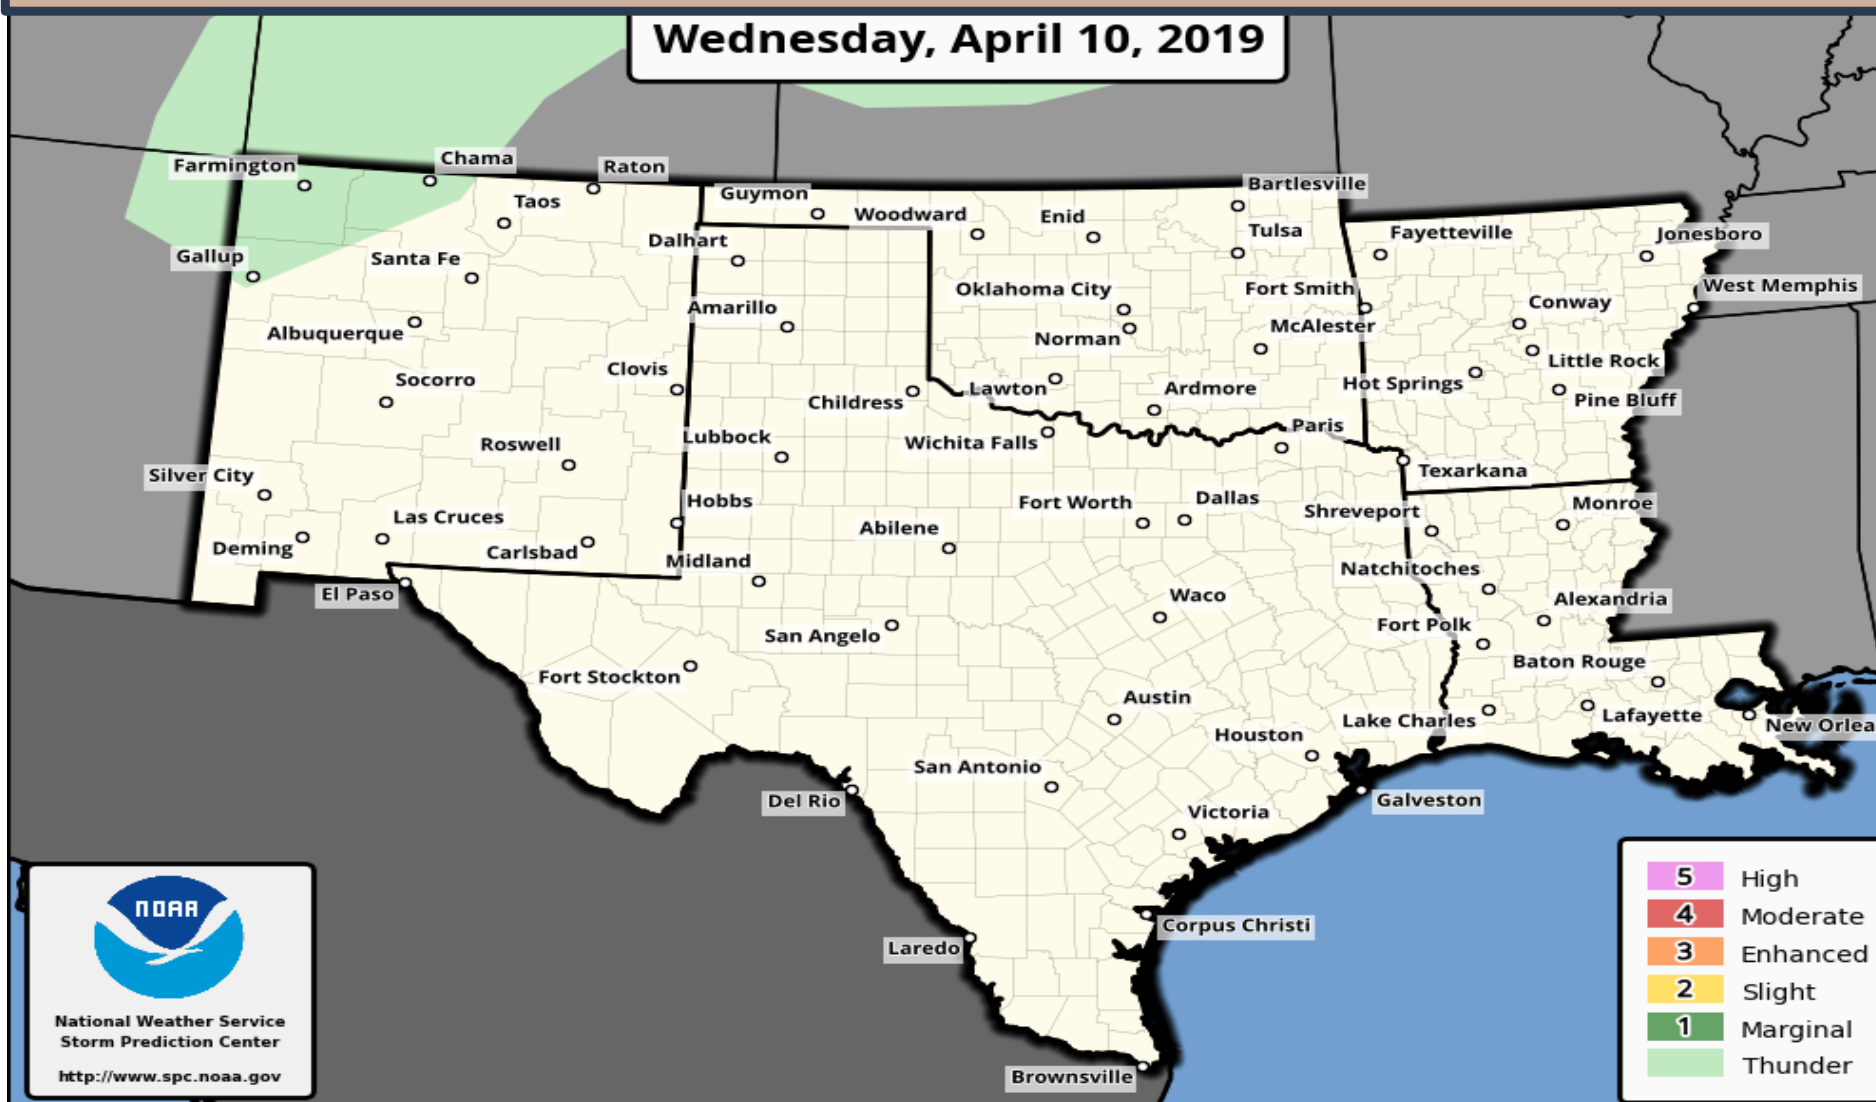 Wednesday, April 10, 2019
Farmington
Chama
Raton
Taos
Guymon
Woodward
Enid
Bartlesville
Tulsa
Fayetteville
Jonesboro
Gallup
Santa Fe
Dalhart
Oklahoma City
Fort Smith
West Memphis
Albuquerque
Amarillo
Norman
McAlester
Conway
Socorro
Clovis
Childress
Lawton
Ardmore
Hot Springs
Little Rock
Pine Bluff
Roswell
Lubbock
Wichita Falls
Paris
Texarkana
Silver City
Hobbs
Fort Worth
Dallas
Shreveport
Monroe
Las Cruces
Deming
Carlsbad
Midland
Abilene
Natchitoches
El Paso
Waco
Alexandria
San Angelo
Fort Polk
Fort Stockton
Baton Rouge
Austin
Lake Charles
Lafayette
New Orlea
Houston
San Antonio
Del Rio
Galveston
Victoria
Corpus Christi
Laredo
Brownsville
NOAA
National Weather Service
Storm Prediction Center
http://www.spc.noaa.gov
5 High
4 Moderate
3 Enhanced
2 Slight
1 Marginal
Thunder